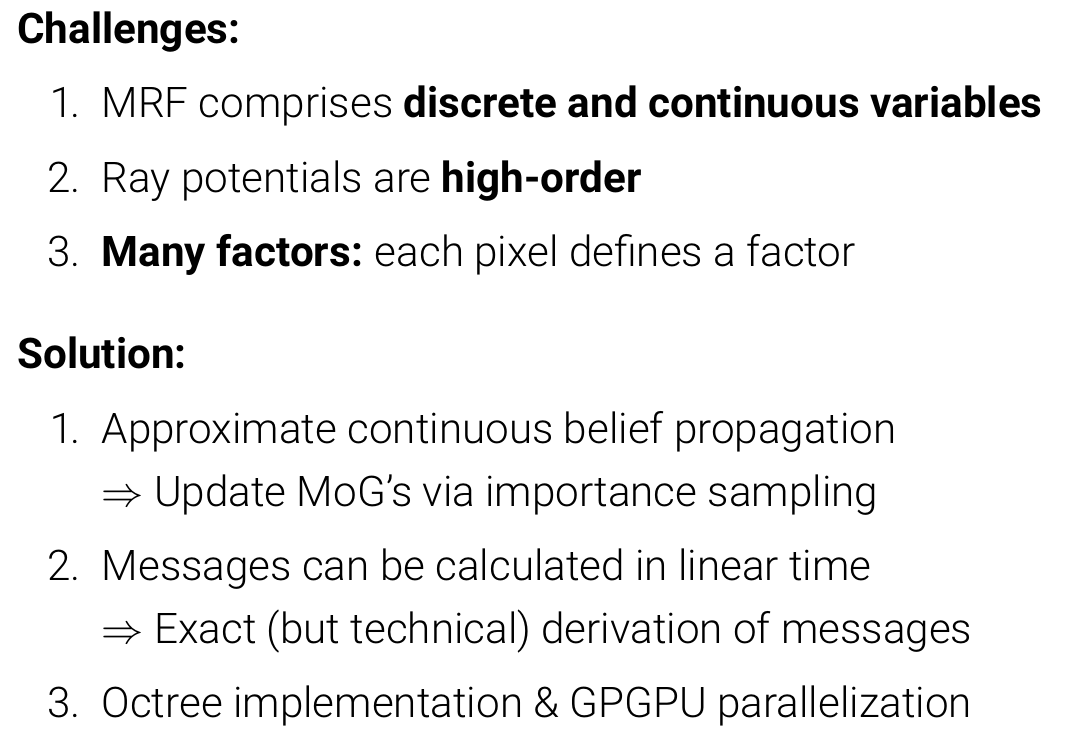 Challenges:
1. MRF comprises discrete and continuous variables
2. Ray potentials are high-order
3. Many factors: each pixel defines a factor
Solution:
1. Approximate continuous belief propagation
⇒ Update MoG’s via importance sampling
2. Messages can be calculated in linear time
⇒ Exact (but technical) derivation of messages
3. Octree implementation & GPGPU parallelization